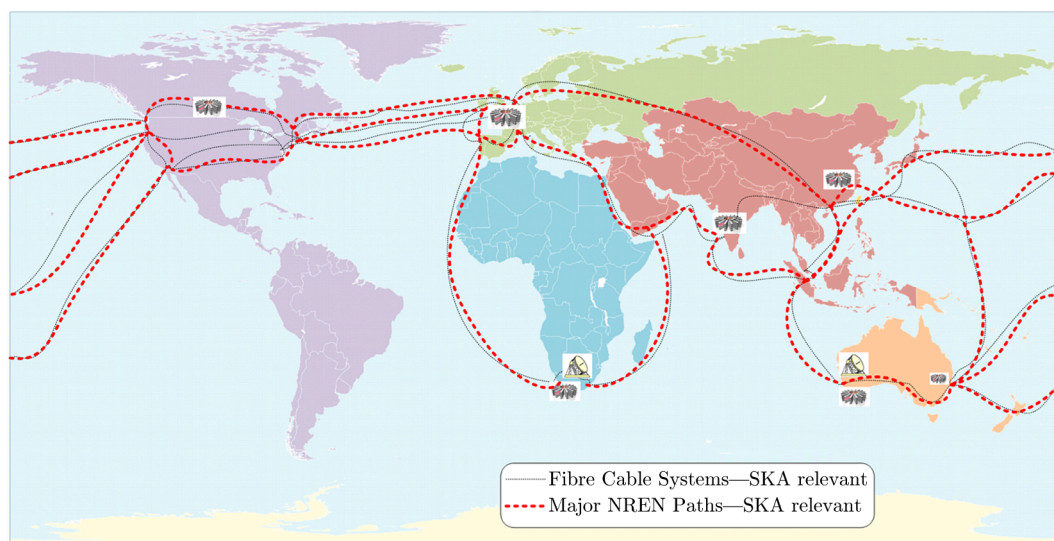 Fibre Cable Systems—SKA relevant
Major NREN Paths—SKA relevant